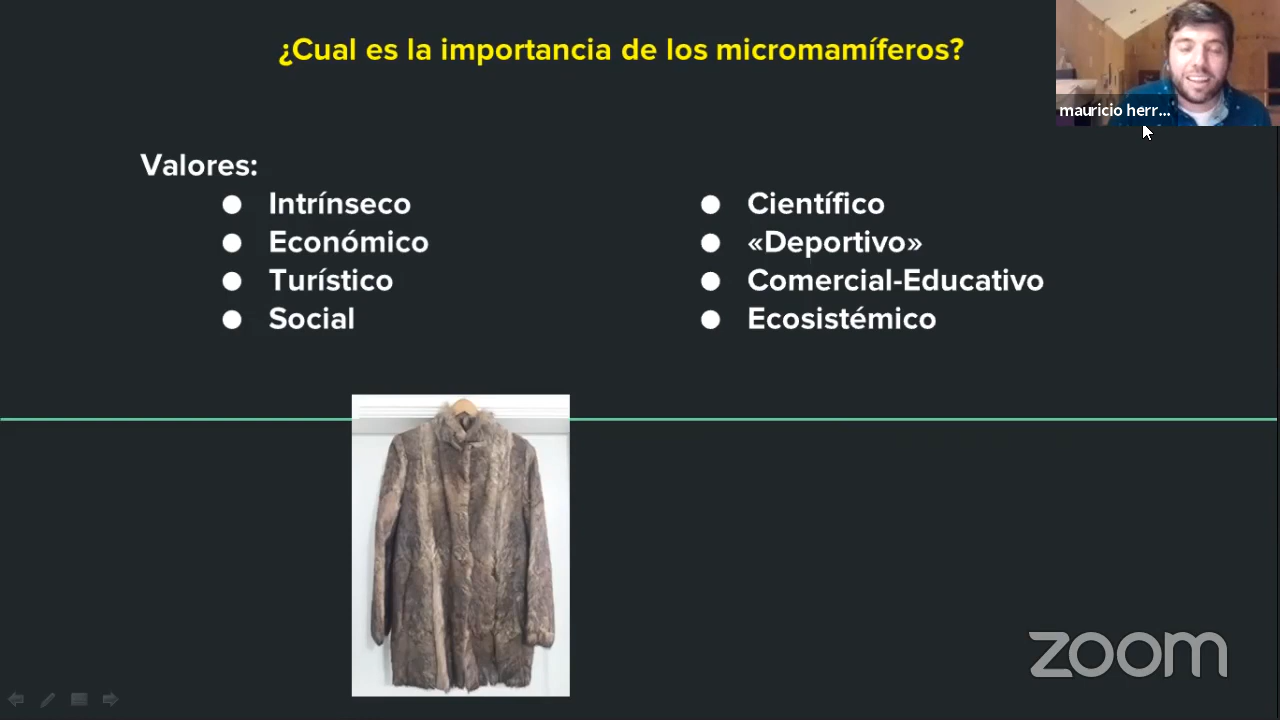 ¿Cual es la importancia de los micromamíferos?
mauricio herr...
Valores:
● Intrínseco
● Económico
● Turístico
● Social
● Científico
● «Deportivo»
● Comercial-Educativo
● Ecosistémico
zoom